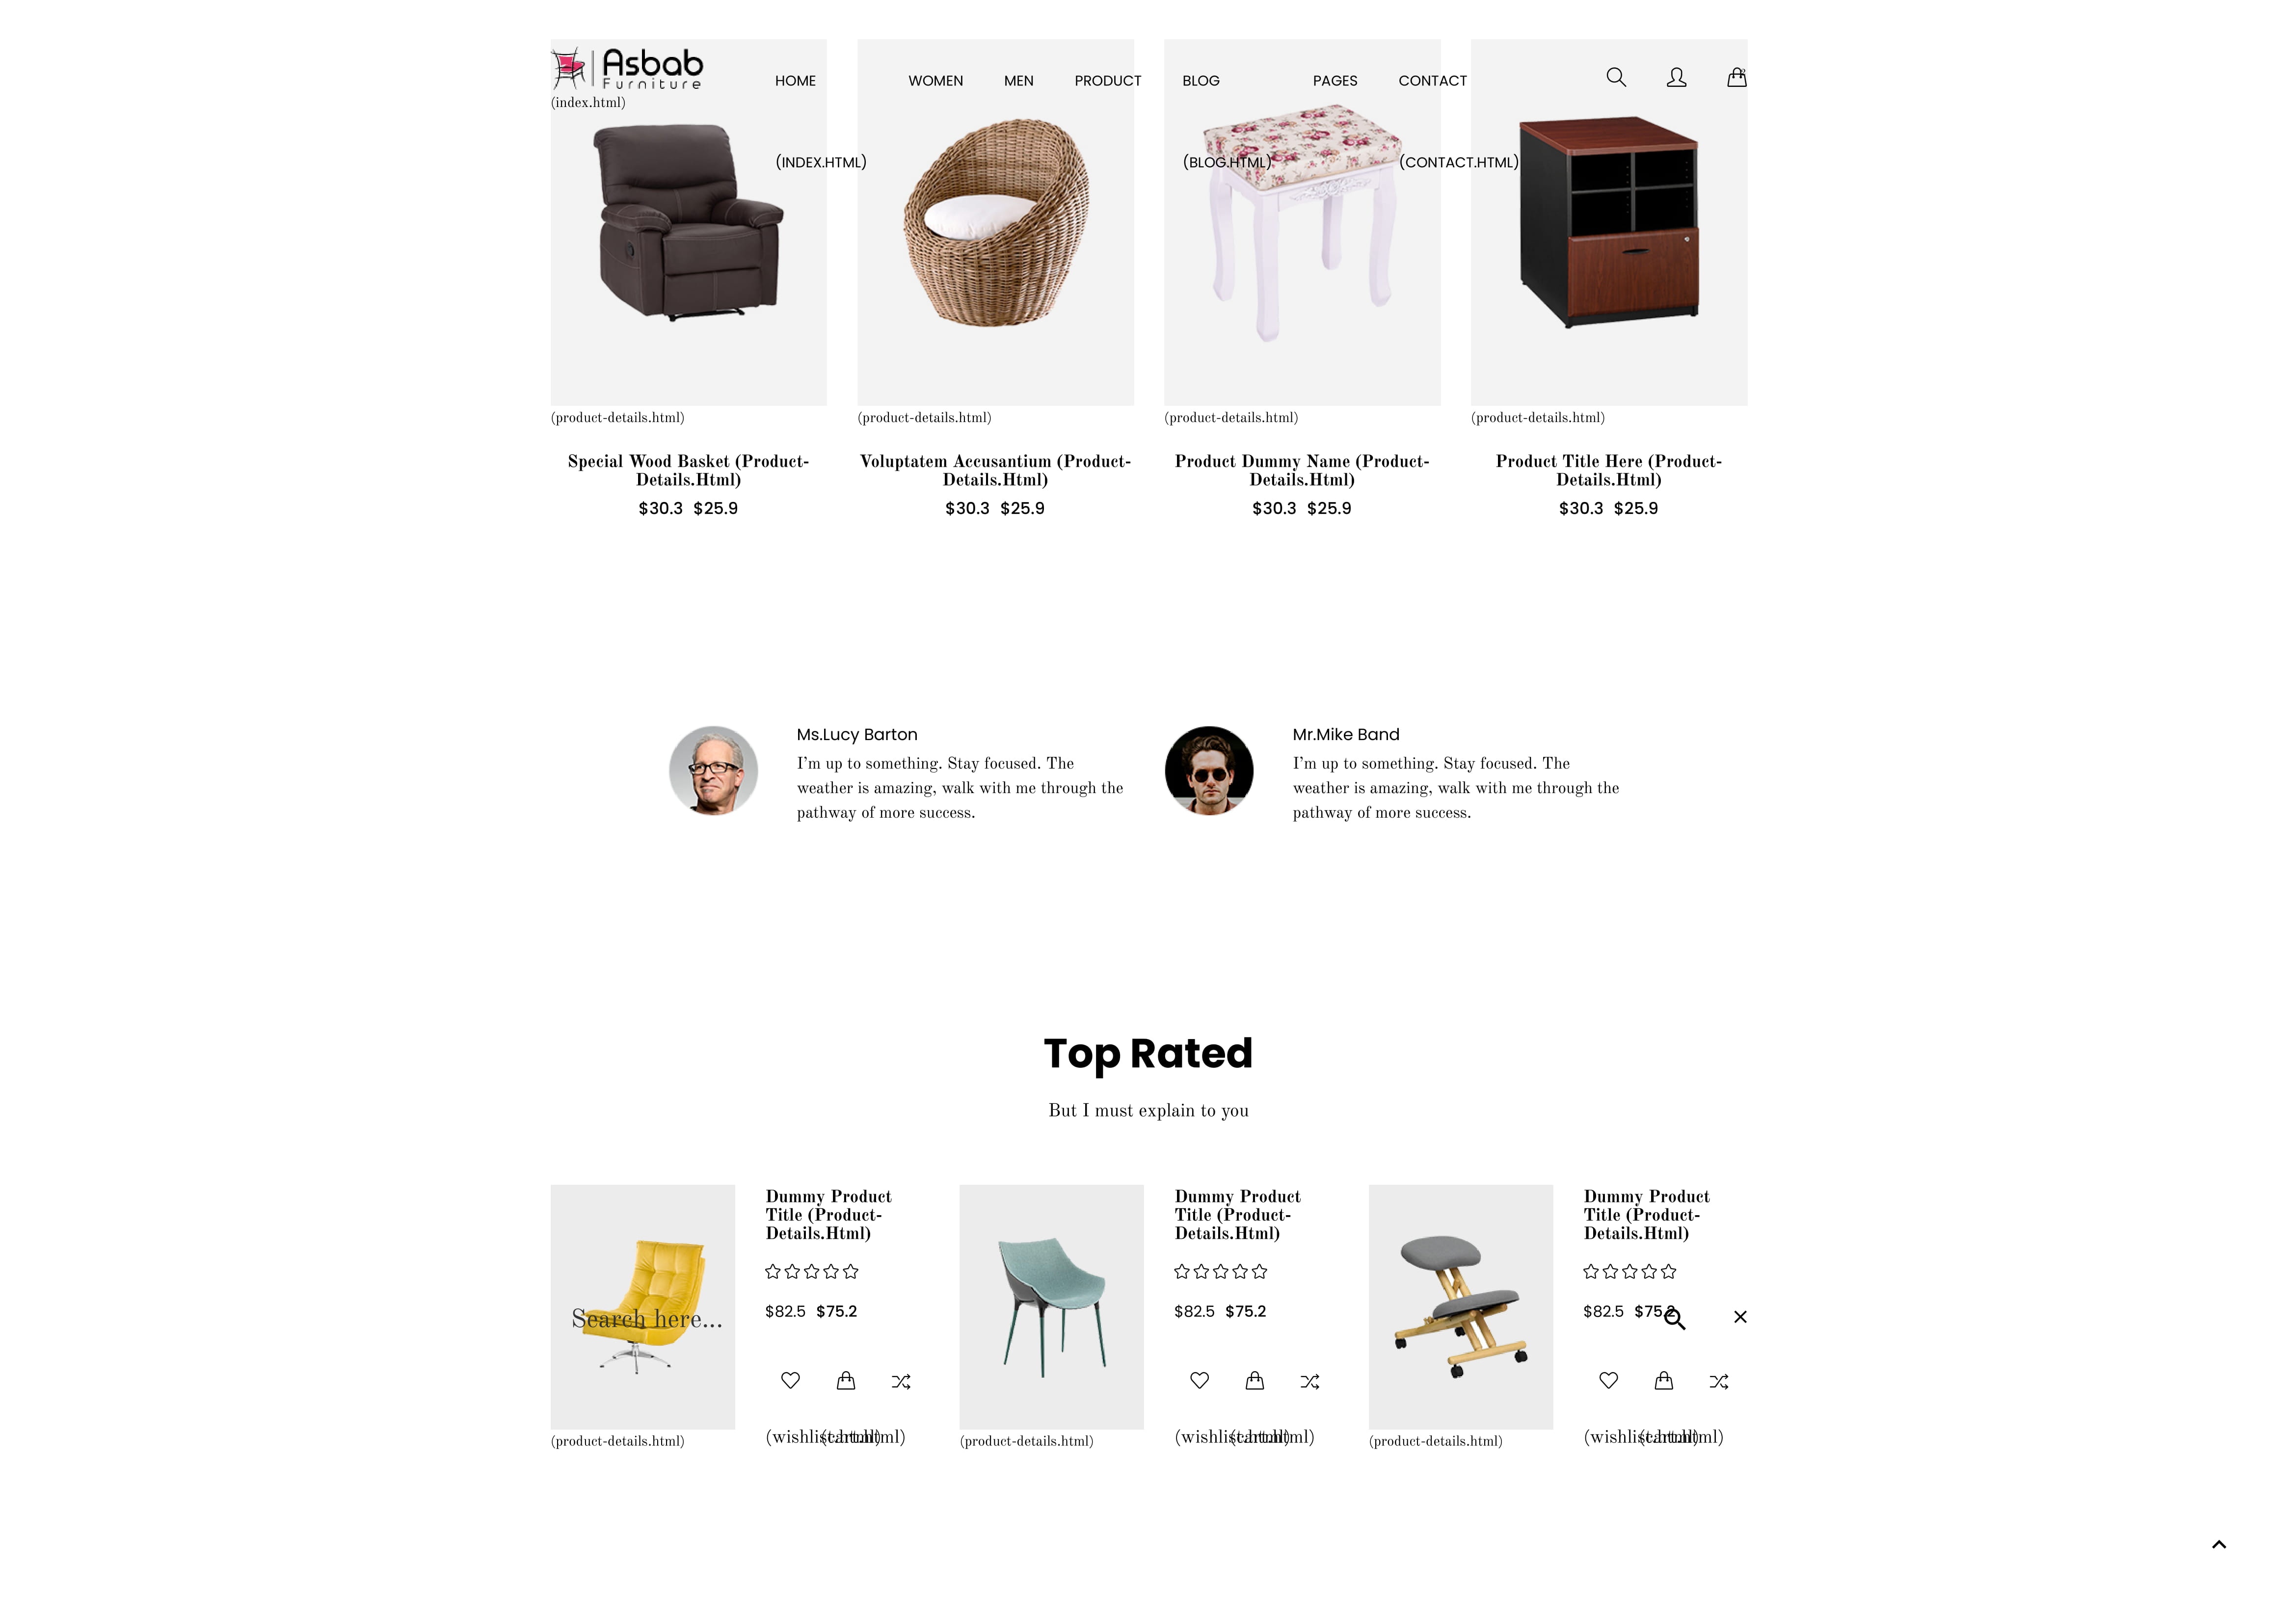 Asbab
Furniture
(index.html)
HOME WOMEN MEN PRODUCT BLOG PAGES CONTACT
(INDEX.HTML) (BLOG.HTML) (CONTACT.HTML)
(product-details.html) (product-details.html) (product-details.html) (product-details.html)
Special Wood Basket (Product-
Details.Html)
$30.3 $25.9
Voluptatem Accusantium (Product-
Details.Html)
$30.3 $25.9
Product Dummy Name (Product-
Details.Html)
$30.3 $25.9
Product Title Here (Product-
Details.Html)
$30.3 $25.9
Ms.Lucy Barton
I'm up to something. Stay focused. The
weather is amazing, walk with me through the
pathway of more success.
Mr.Mike Band
I'm up to something. Stay focused. The
weather is amazing, walk with me through the
pathway of more success.
Top Rated
But I must explain to you
Dummy Product
Title (Product-
Details.Html)
$82.5 $75.2
Search here...
(wishlist.html) (cart.html)
(product-details.html)
Dummy Product
Title (Product-
Details.Html)
$82.5 $75.2
(wishlist.html) (cart.html)
(product-details.html)
Dummy Product
Title (Product-
Details.Html)
$82.5 $75.2
(wishlist.html) (cart.html)
(product-details.html)